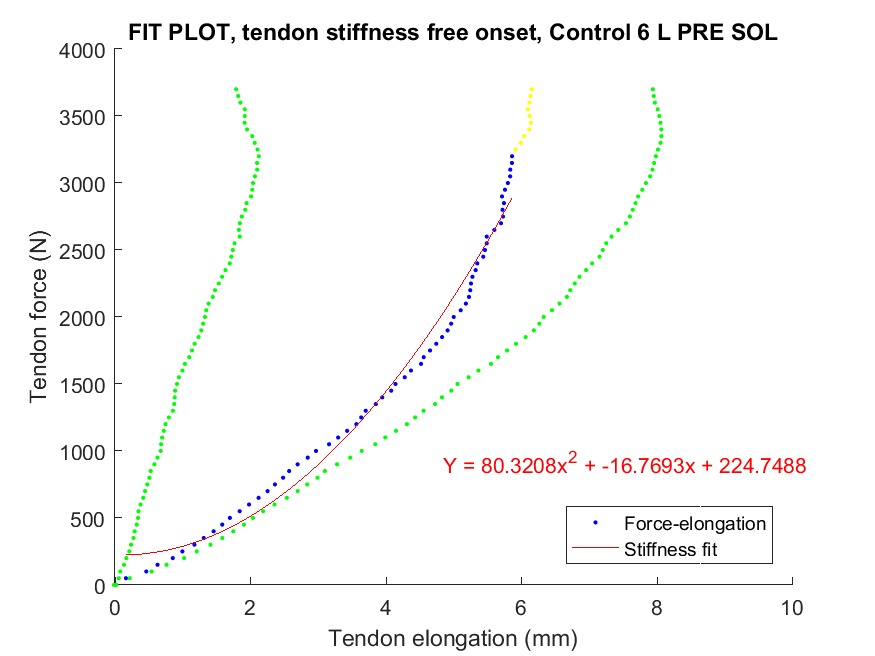 FIT PLOT, tendon stiffness free onset, Control 6 L PRE SOL
4000
3500
3000
2500
2000
1500
1000
500
0
Tendon force (N)
Y = 80.3208x² + -16.7693x + 224.7488
Force-elongation
Stiffness fit
0 2 4 6 8 10
Tendon elongation (mm)